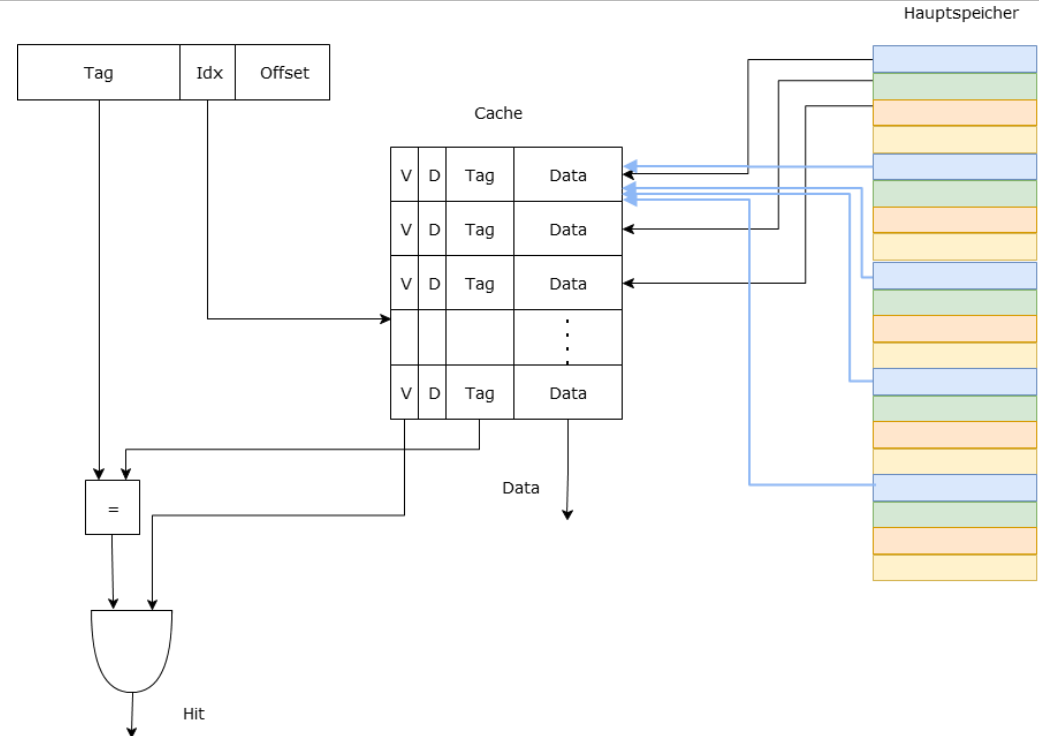 Hauptspeicher
Tag Idx Offset
Cache
V D Tag Data
V D Tag Data
V D Tag Data
V D Tag Data
Data
=
Hit